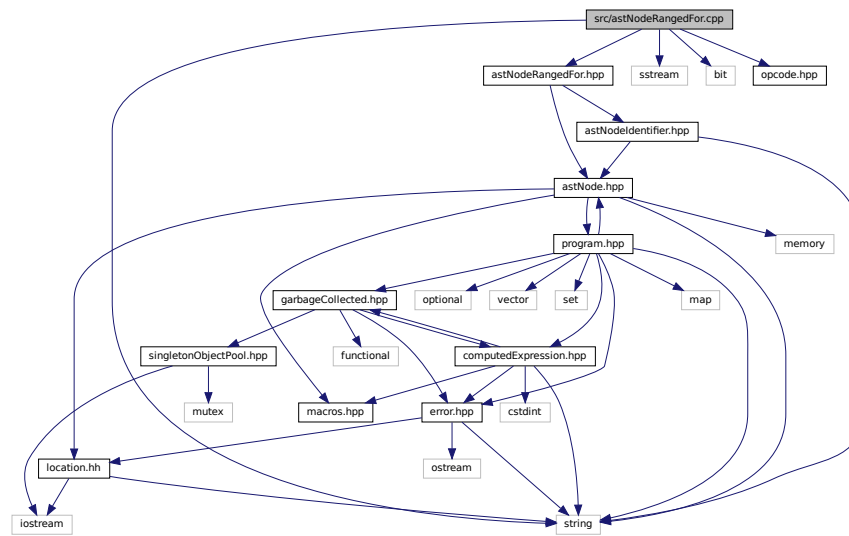 src/astNodeRangedFor.cpp
astNodeRangedFor.hpp
sstream
bit
opcode.hpp
astNodeIdentifier.hpp
astNode.hpp
program.hpp
memory
garbageCollected.hpp
optional
vector
set
map
singletonObjectPool.hpp
functional
computedExpression.hpp
mutex
macros.hpp
error.hpp
cstdint
location.hh
ostream
iostream
string